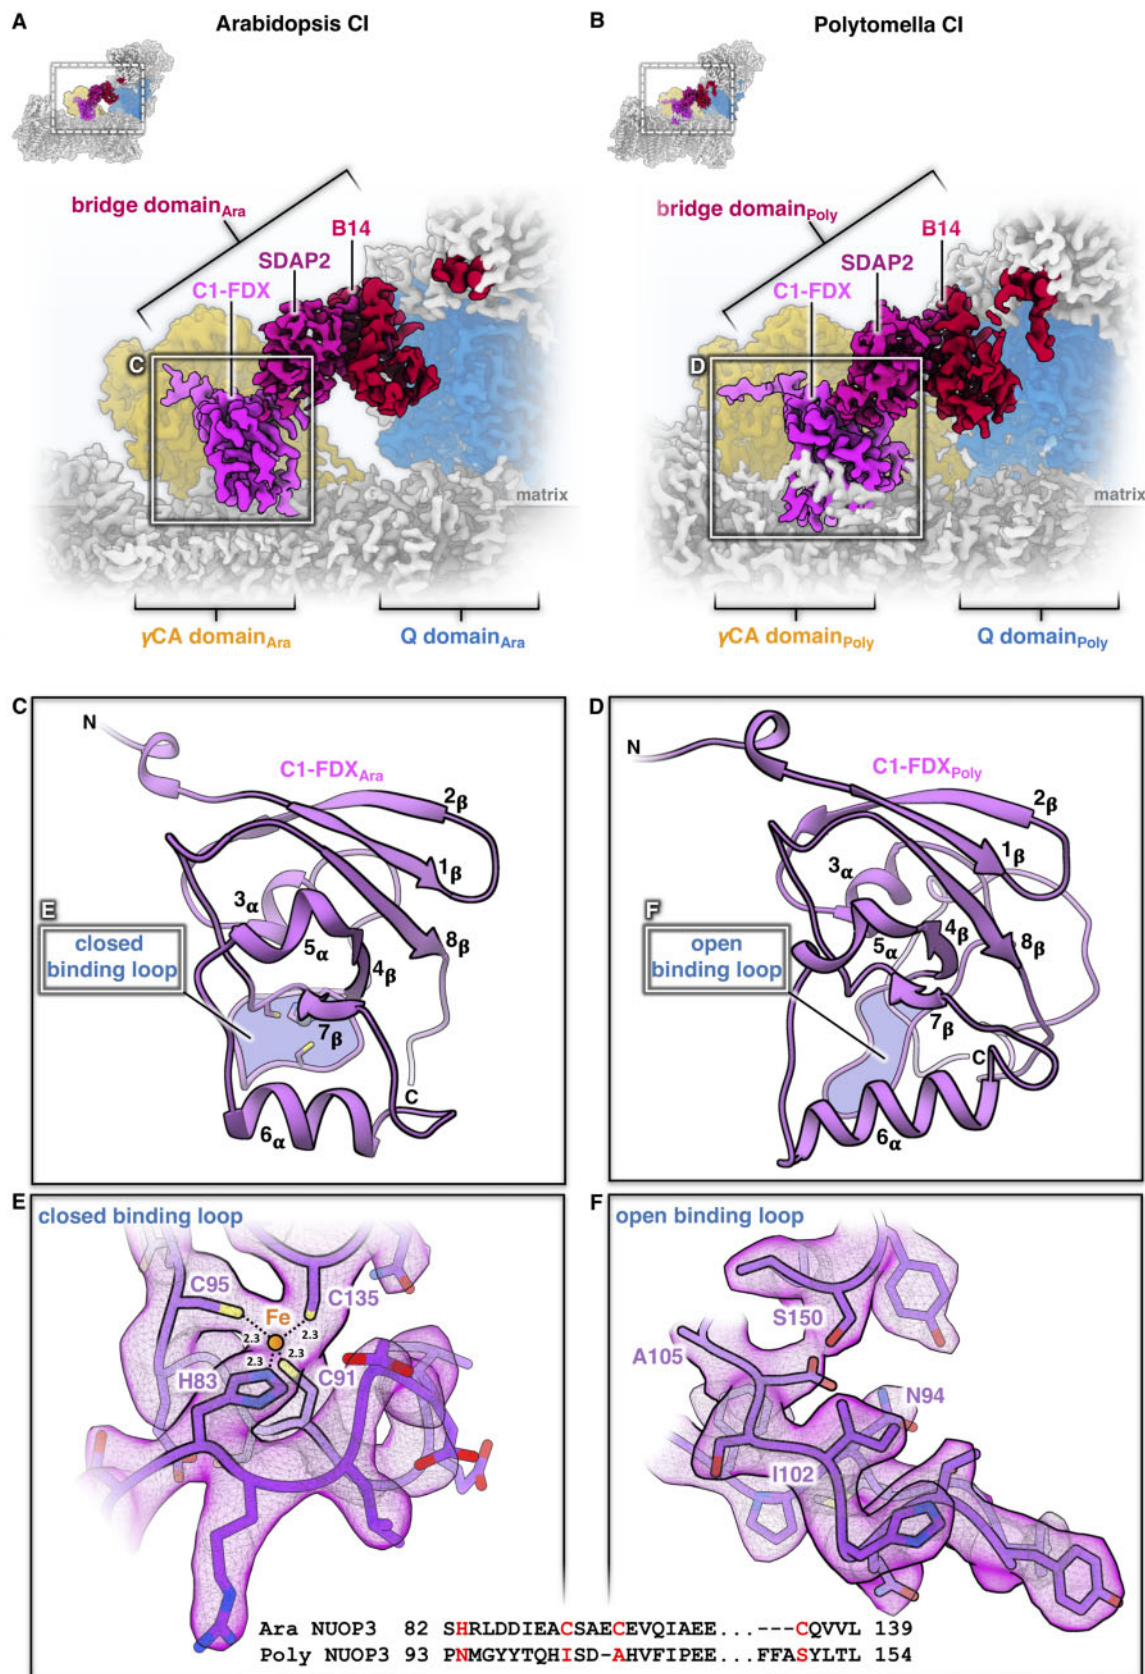 A
Arabidopsis CI
B
Polytomella CI
bridge domainAra
B14
SDAP2
C1-FDX
C
matrix
γCA domainAra
Q domainAra
bridge domainPoly
B14
SDAP2
C1-FDX
D
matrix
γCA domainPoly
Q domainPoly
C
N
C1-FDXAra
2β
1β
3α
E
closed
binding loop
5α
4β
8β
7β
C
6α
D
N
C1-FDXPoly
2β
1β
3α
F
open
binding loop
5α
4β
8β
7β
C
6α
E
closed binding loop
C95
Fe
C135
2.3
2.3
2.3
2.3
H83
C91
F
open binding loop
S150
A105
N94
I102
Ara NUOP3 82 SHRLDDIEACSAECEVQIAEE...---CQVVL 139
Poly NUOP3 93 PNMGYYTQHISD-AHVFIPEE...FFASYLTL 154